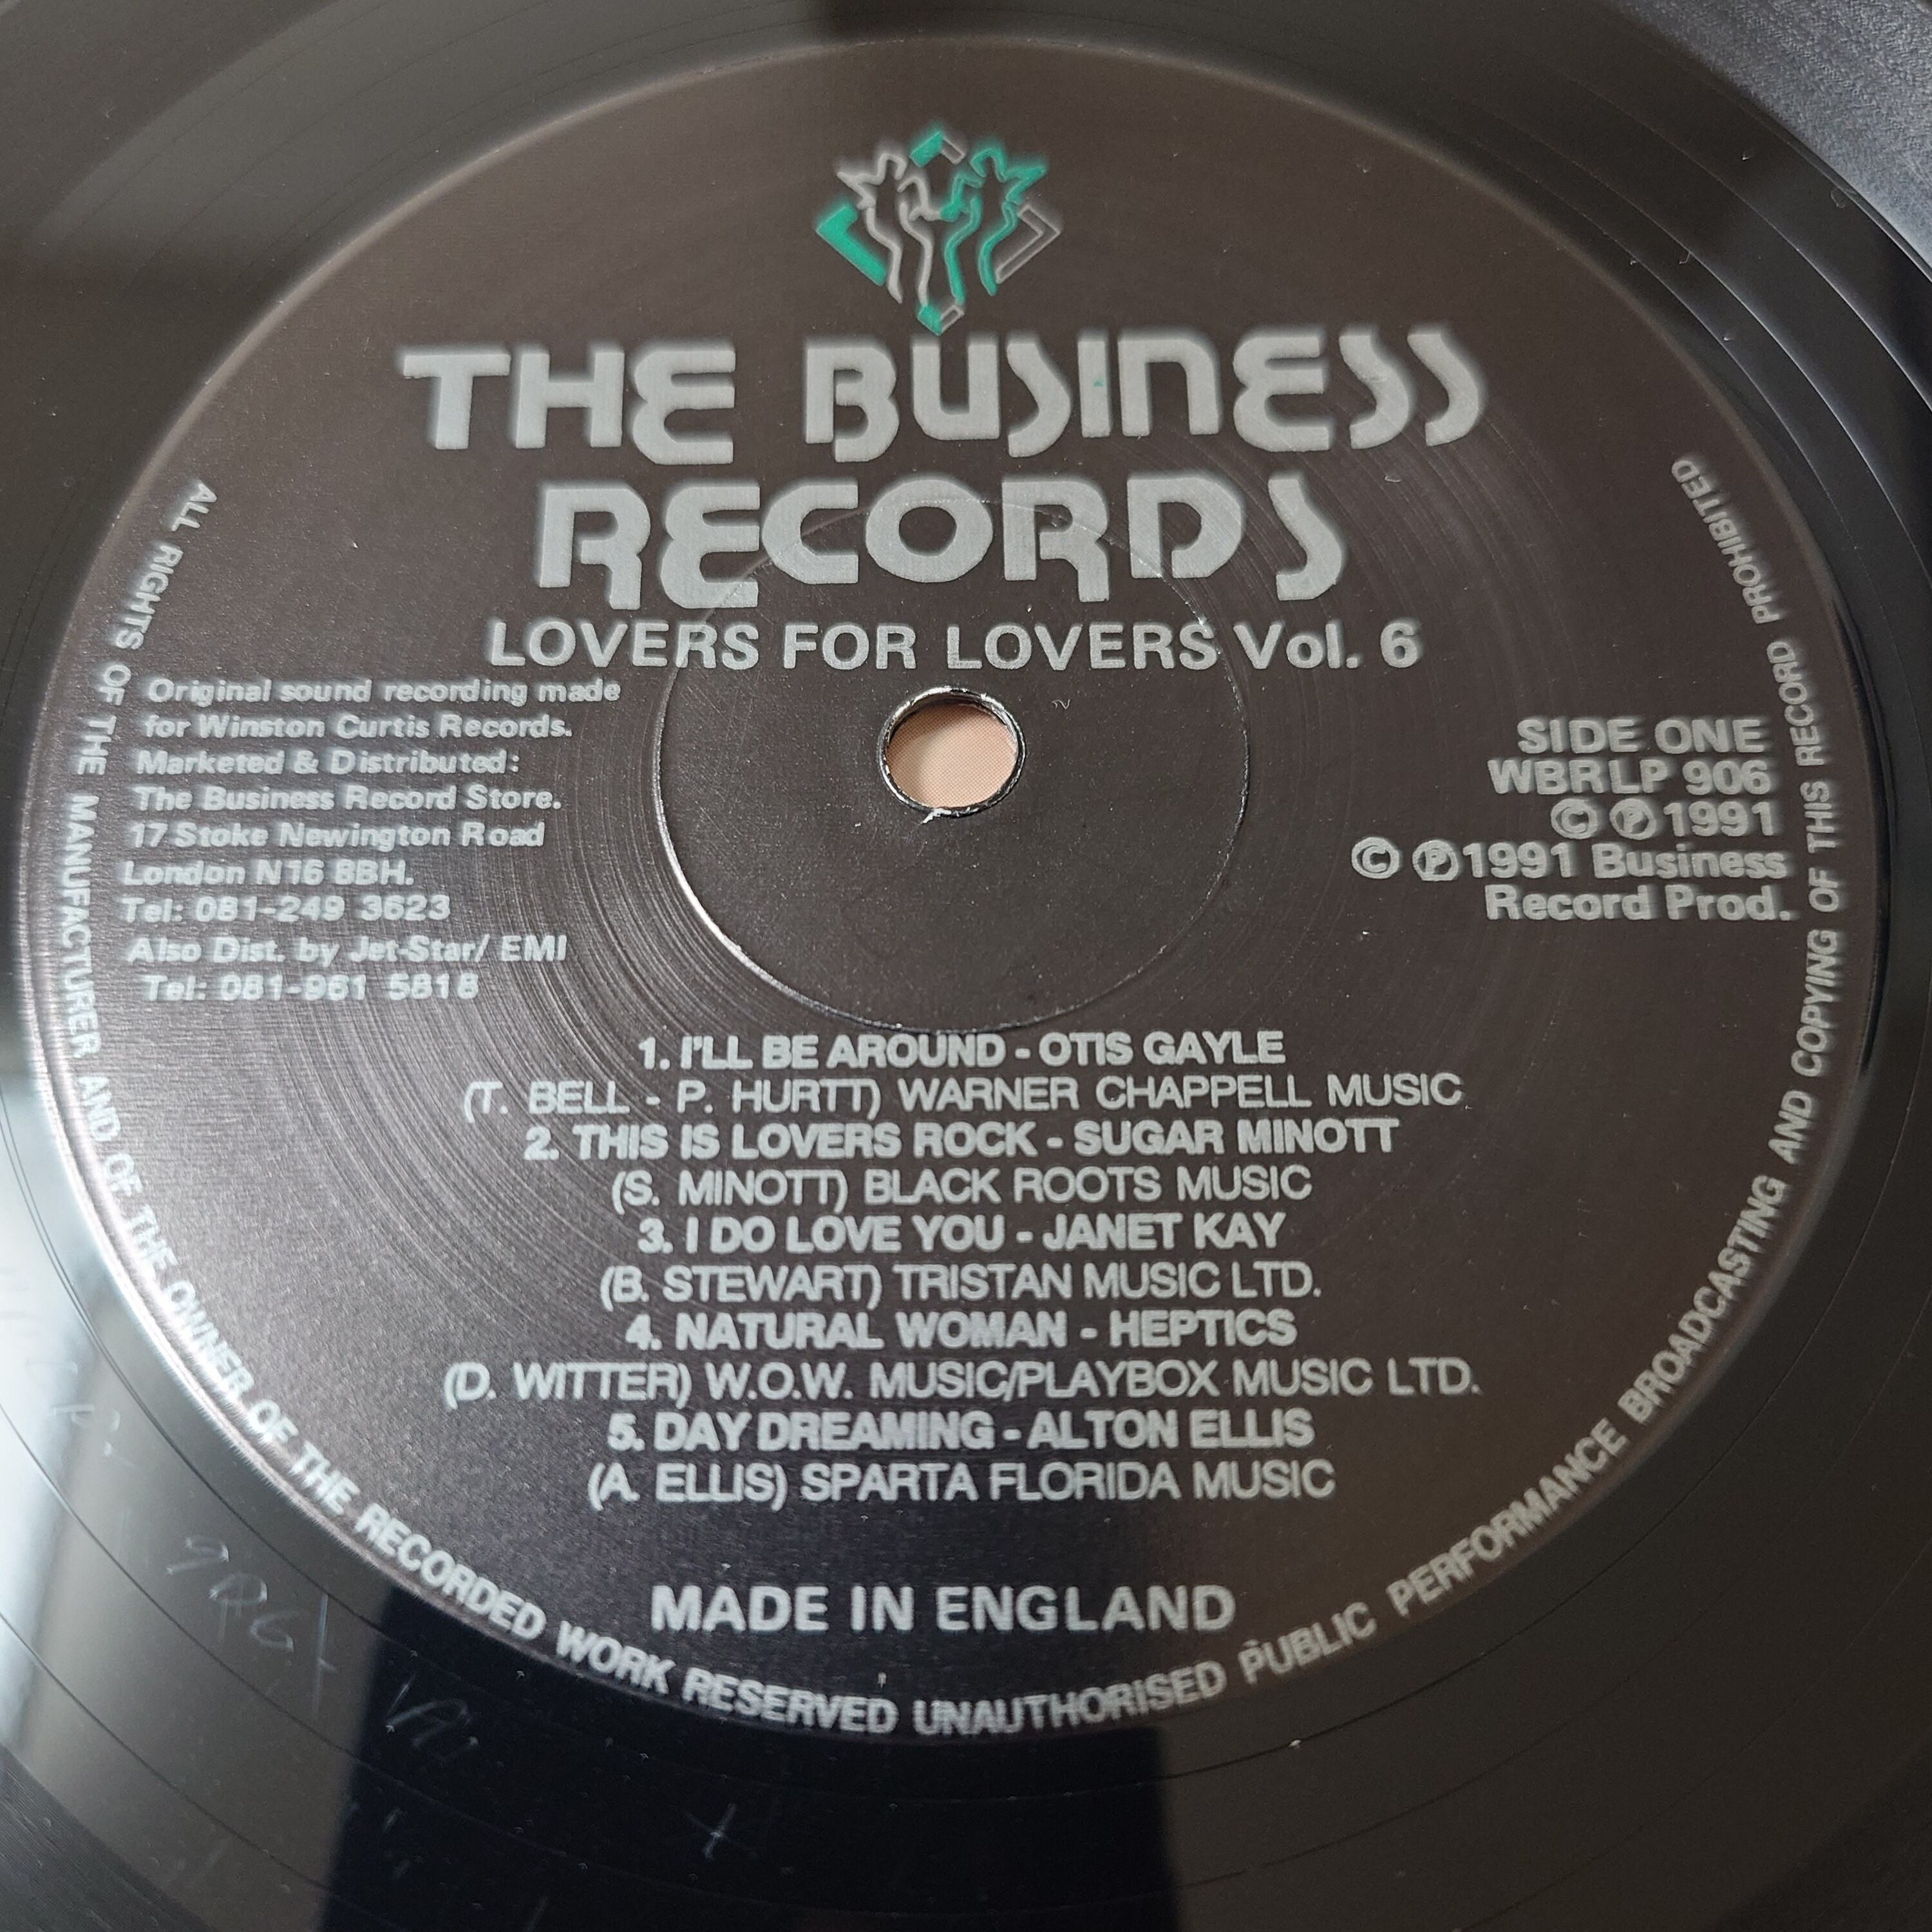 THE BUSINESS
RECORDS
LOVERS FOR LOVERS Vol. 6
Original sound recording made
for Winston Curtis Records.
Marketed & Distributed:
The Business Record Store.
17 Stoke Newington Road
London N16 8BH.
Tel: 081-249 3623
Also Dist. by Jet-Star/ EMI
Tel: 081-961 5818
SIDE ONE
WBRLP 906
© ℗ 1991
© ℗ 1991 Business
Record Prod.
1. I'LL BE AROUND - OTIS GAYLE
(T. BELL - P. HURTT) WARNER CHAPPELL MUSIC
2. THIS IS LOVERS ROCK - SUGAR MINOTT
(S. MINOTT) BLACK ROOTS MUSIC
3. I DO LOVE YOU - JANET KAY
(B. STEWART) TRISTAN MUSIC LTD.
4. NATURAL WOMAN - HEPTICS
(D. WITTER) W.O.W. MUSIC/PLAYBOX MUSIC LTD.
5. DAY DREAMING - ALTON ELLIS
(A. ELLIS) SPARTA FLORIDA MUSIC
MADE IN ENGLAND
ALL RIGHTS OF THE MANUFACTURER AND OF THE OWNER OF THE RECORDED WORK RESERVED UNAUTHORISED PUBLIC PERFORMANCE BROADCASTING AND COPYING OF THIS RECORD PROHIBITED